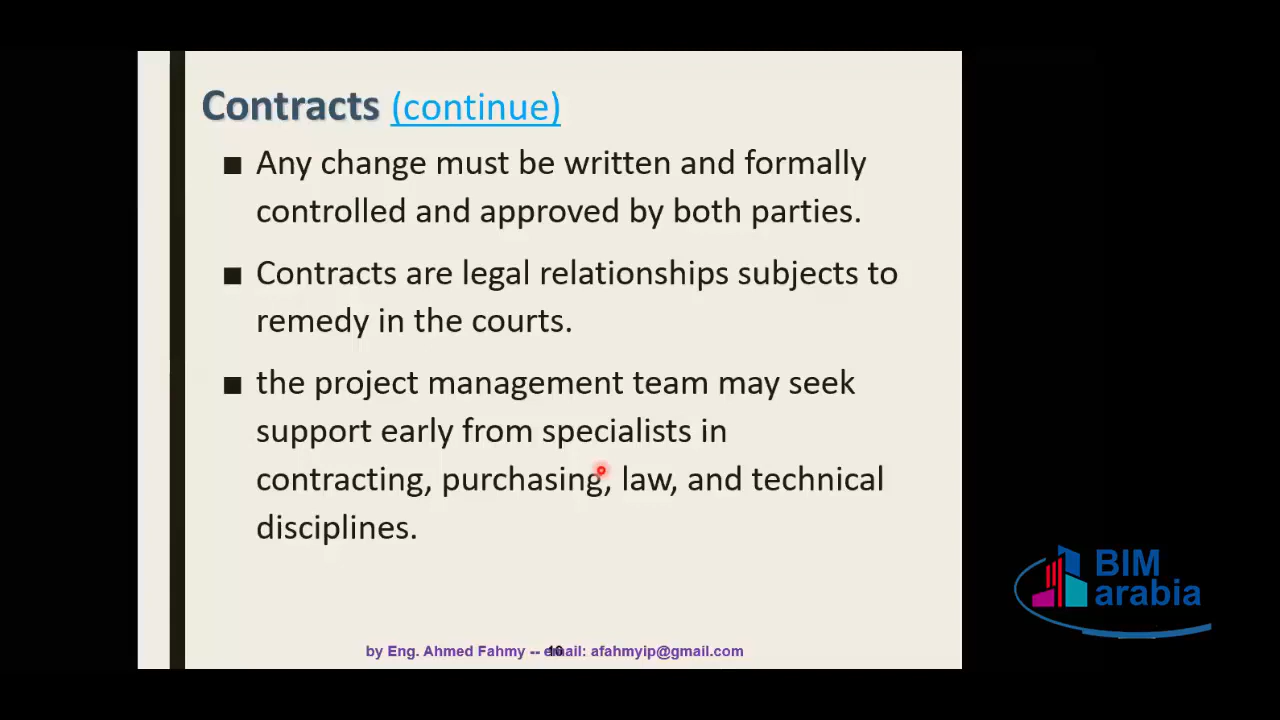 Contracts (continue)
■ Any change must be written and formally
controlled and approved by both parties.
■ Contracts are legal relationships subjects to
remedy in the courts.
■ the project management team may seek
support early from specialists in
contracting, purchasing, law, and technical
disciplines.
by Eng. Ahmed Fahmy -- email: afahmyip@gmail.com
BIM
arabia